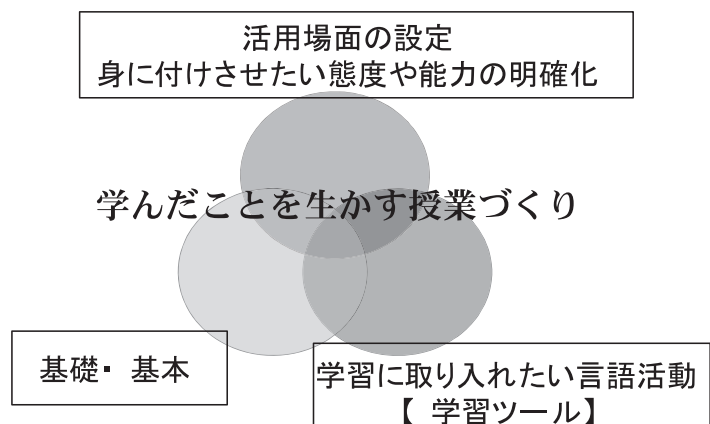 活用場面の設定
身に付けさせたい態度や能力の明確化
学んだことを生かす授業づくり
基礎・基本
学習に取り入れたい言語活動
【 学習ツール】